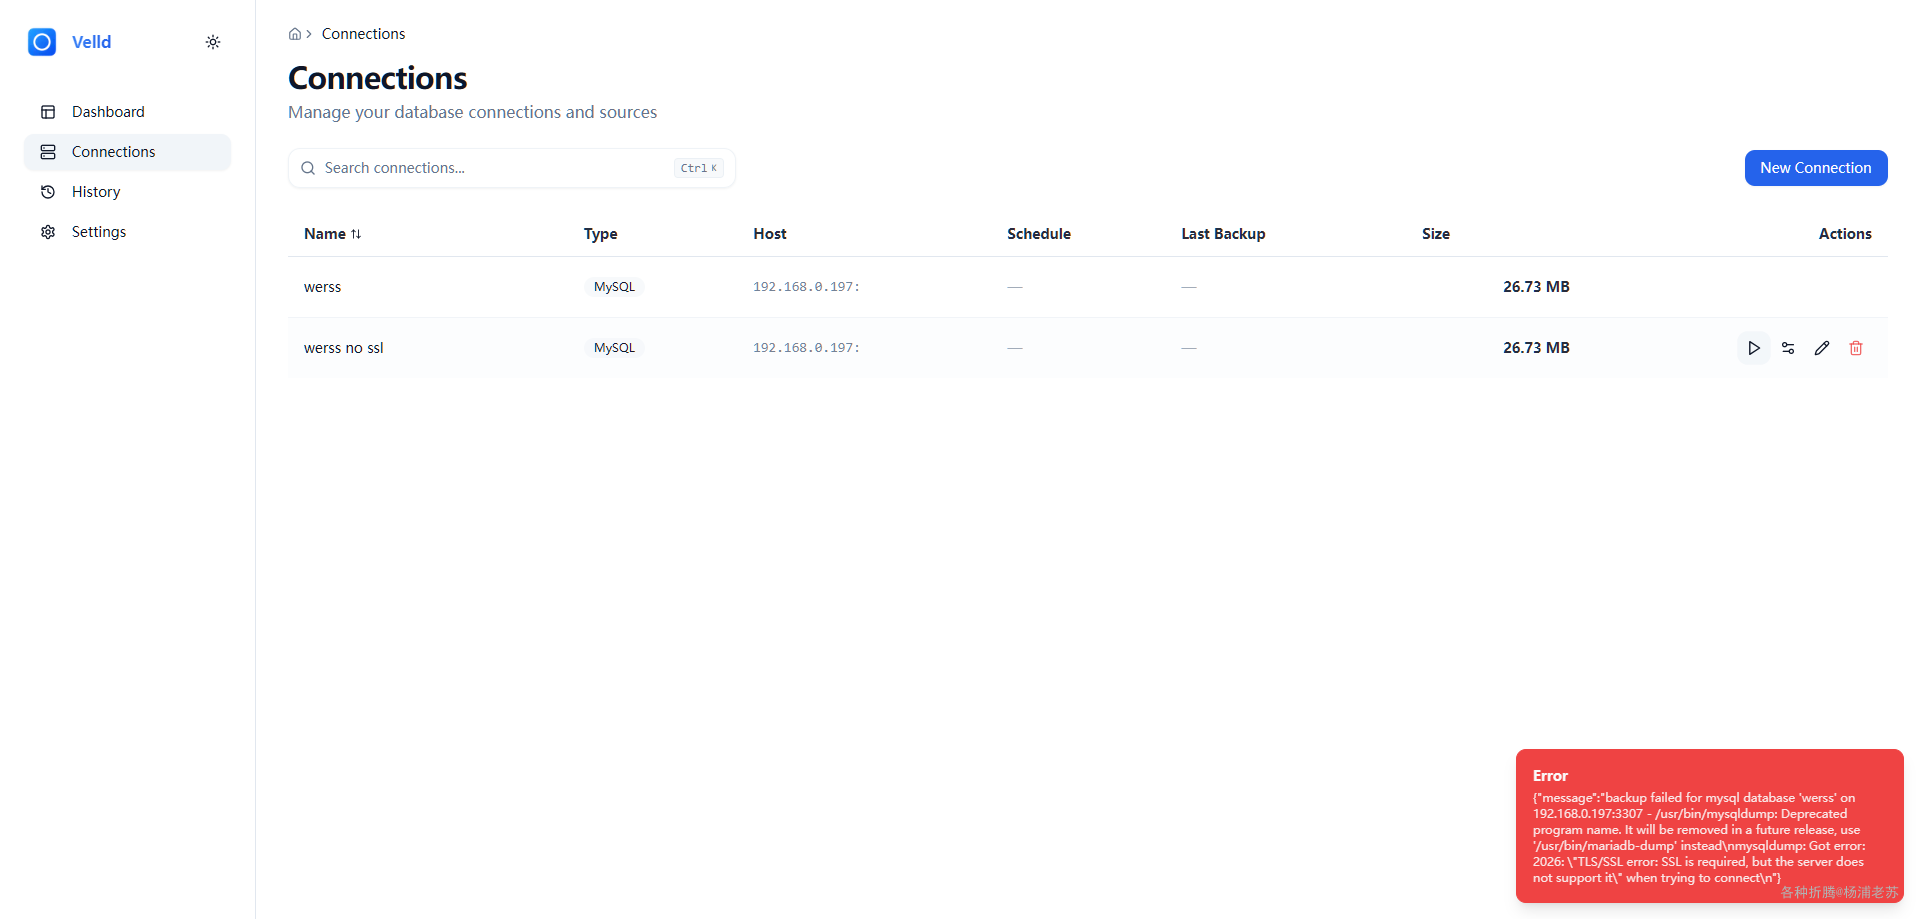 Velld
Dashboard
Connections
History
Settings
Connections
Connections
Manage your database connections and sources
Search connections...
Ctrl K
New Connection
Name Type Host Schedule Last Backup Size Actions
werss MySQL 192.168.0.197: — — 26.73 MB
werss no ssl MySQL 192.168.0.197: — — 26.73 MB
Error
{"message":"backup failed for mysql database 'werss' on
192.168.0.197:3307 - /usr/bin/mysqldump: Deprecated
program name. It will be removed in a future release, use
'/usr/bin/mariadb-dump' instead\nmysqldump: Got error:
2026: \"TLS/SSL error: SSL is required, but the server does
not support it\" when trying to connect\n"}
各种折腾@杨浦老苏